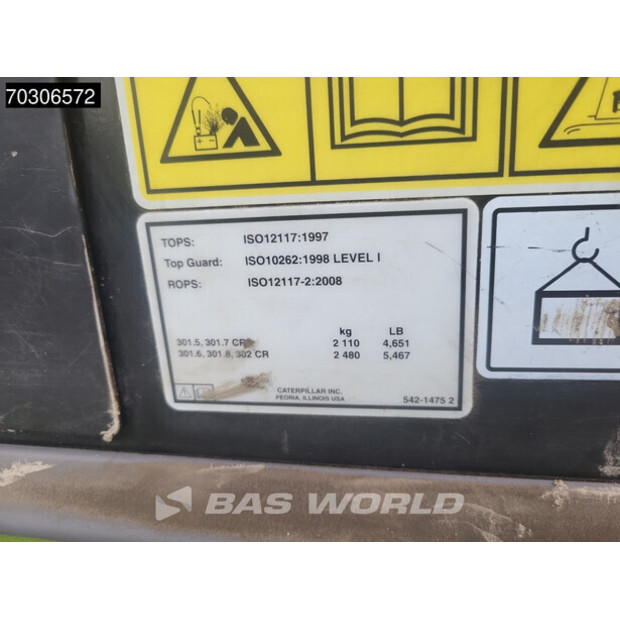 70306572
TOPS: ISO12117:1997
Top Guard: ISO10262:1998 LEVEL I
ROPS: ISO12117-2:2008
kg LB
301.5, 301.7 CR 2 110 4,651
301.6, 301.8, 302 CR 2 480 5,467
CATERPILLAR INC.
PEORIA, ILLINOIS USA
542-1475 2
BAS WORLD